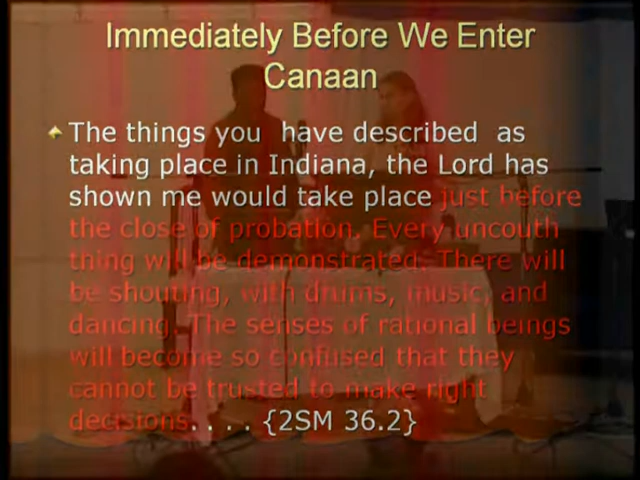 Immediately Before We Enter
Canaan
The things you have described as
taking place in Indiana, the Lord has
shown me would take place just before
the close of probation. Every uncouth
thing will be demonstrated. There will
be shouting, with drums, music, and
dancing. The senses of rational beings
will become so confused that they
cannot be trusted to make right
decisions. . . . {2SM 36.2}